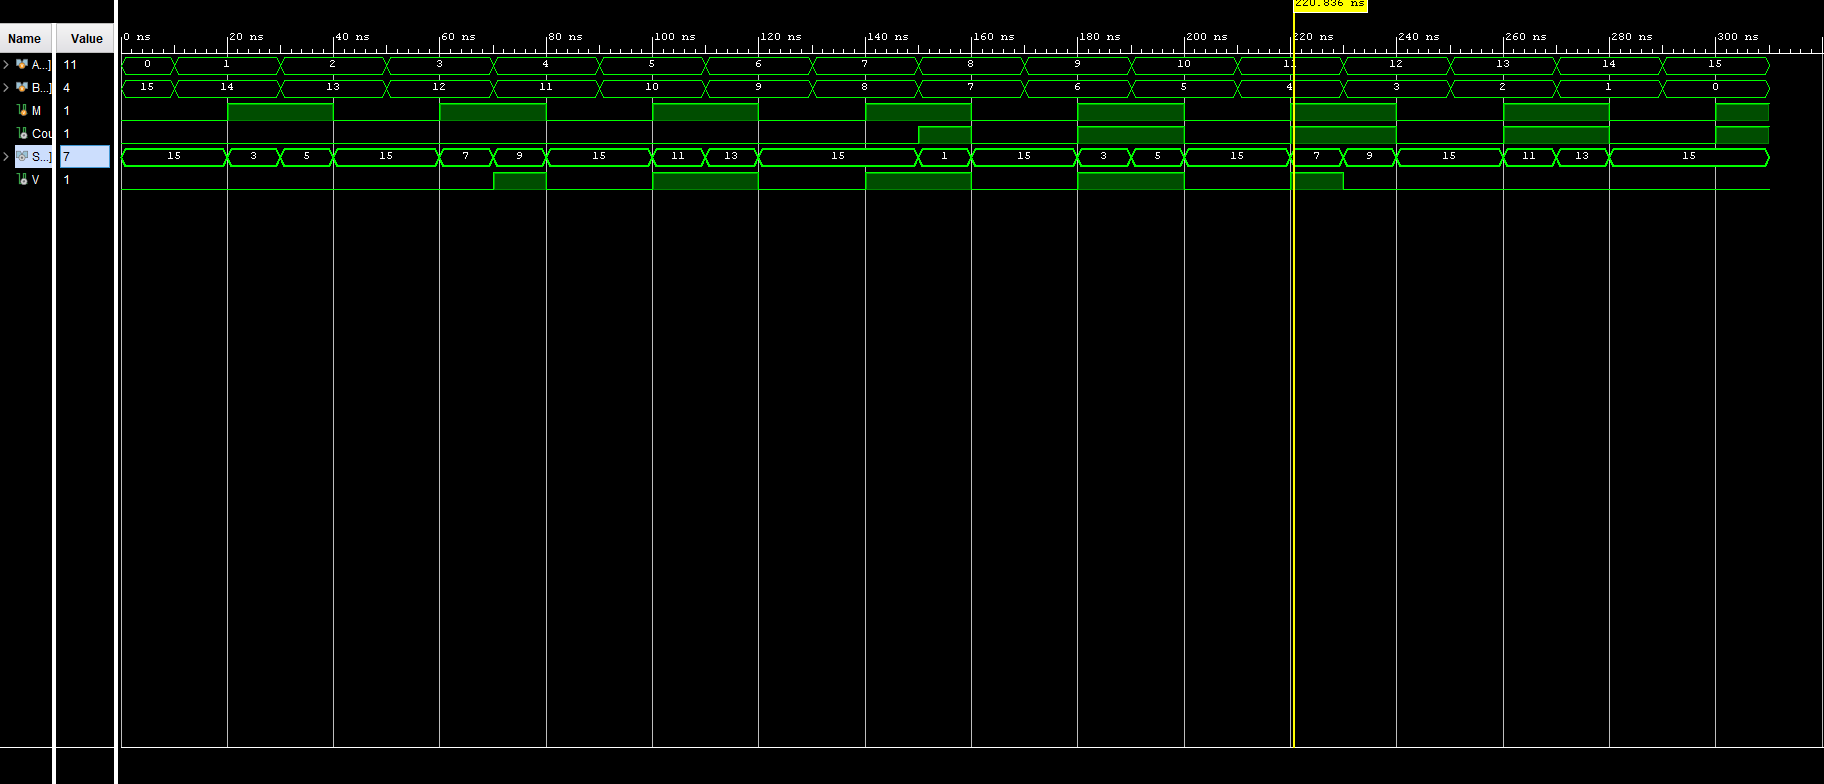 220.836 ns
Name Value 0 ns 20 ns 40 ns 60 ns 80 ns 100 ns 120 ns 140 ns 160 ns 180 ns 200 ns 220 ns 240 ns 260 ns 280 ns 300 ns
A...] 11 0 1 2 3 4 5 6 7 8 9 10 11 12 13 14 15
B...] 4 15 14 13 12 11 10 9 8 7 6 5 4 3 2 1 0
M 1
Cou 1
S...] 7 15 3 5 15 7 9 15 11 13 15 1 15 3 5 15 7 9 15 11 13 15
V 1